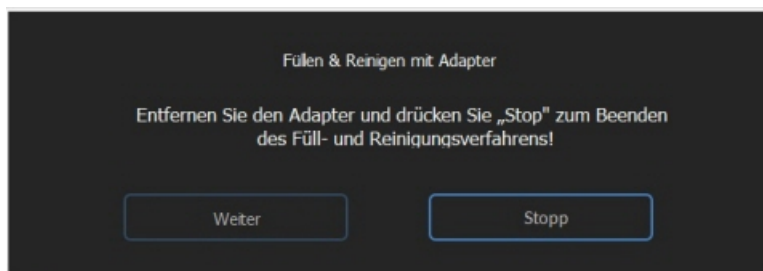 Füllen & Reinigen mit Adapter
Entfernen Sie den Adapter und drücken Sie „Stop" zum Beenden
des Füll- und Reinigungsverfahrens!
Weiter
Stopp